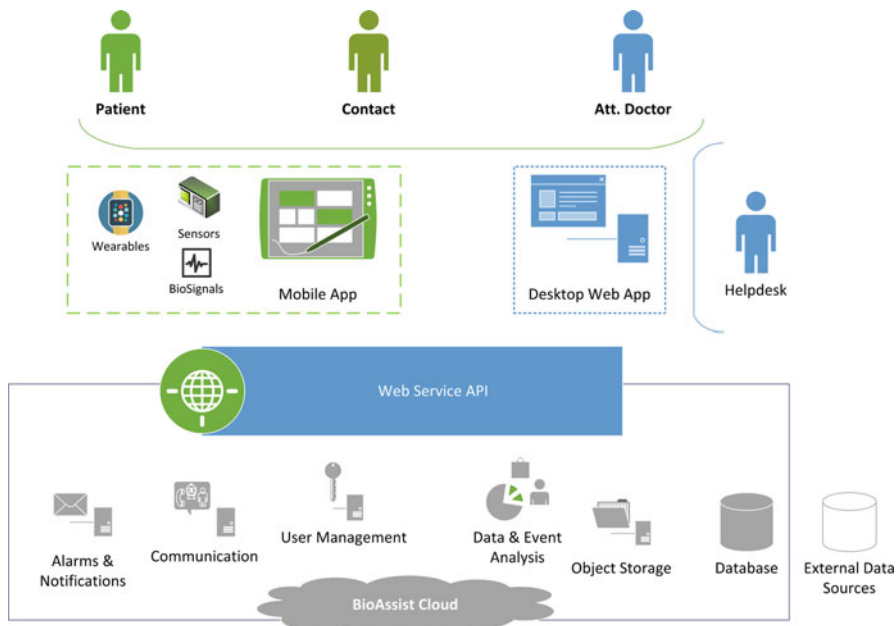 Patient
Contact
Att. Doctor
Wearables
Sensors
BioSignals
Mobile App
Desktop Web App
Helpdesk
Web Service API
Alarms &
Notifications
Communication
User Management
Data & Event
Analysis
Object Storage
Database
External Data
Sources
BioAssist Cloud